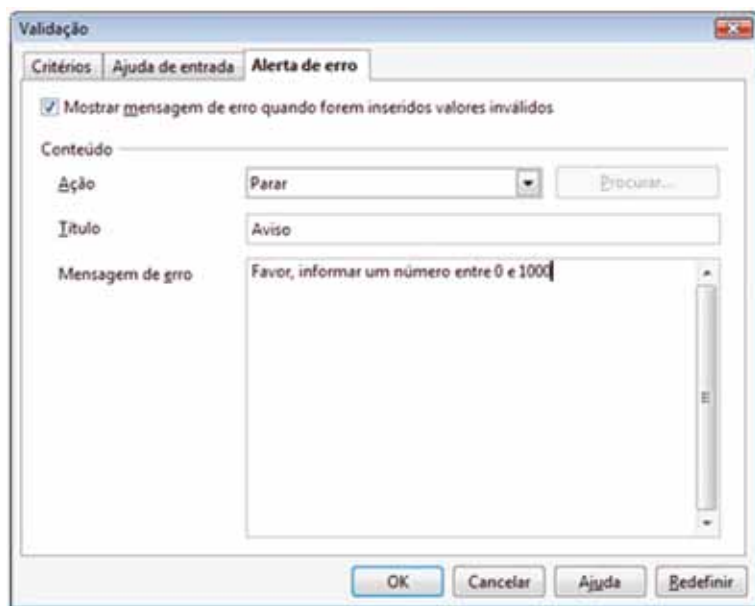 Validação
Critérios Ajuda de entrada Alerta de erro
Mostrar mensagem de erro quando forem inseridos valores inválidos
Conteúdo
Ação Parar Procurar...
Título Aviso
Mensagem de erro Favor, informar um número entre 0 e 1000
OK Cancelar Ajuda Redefinir